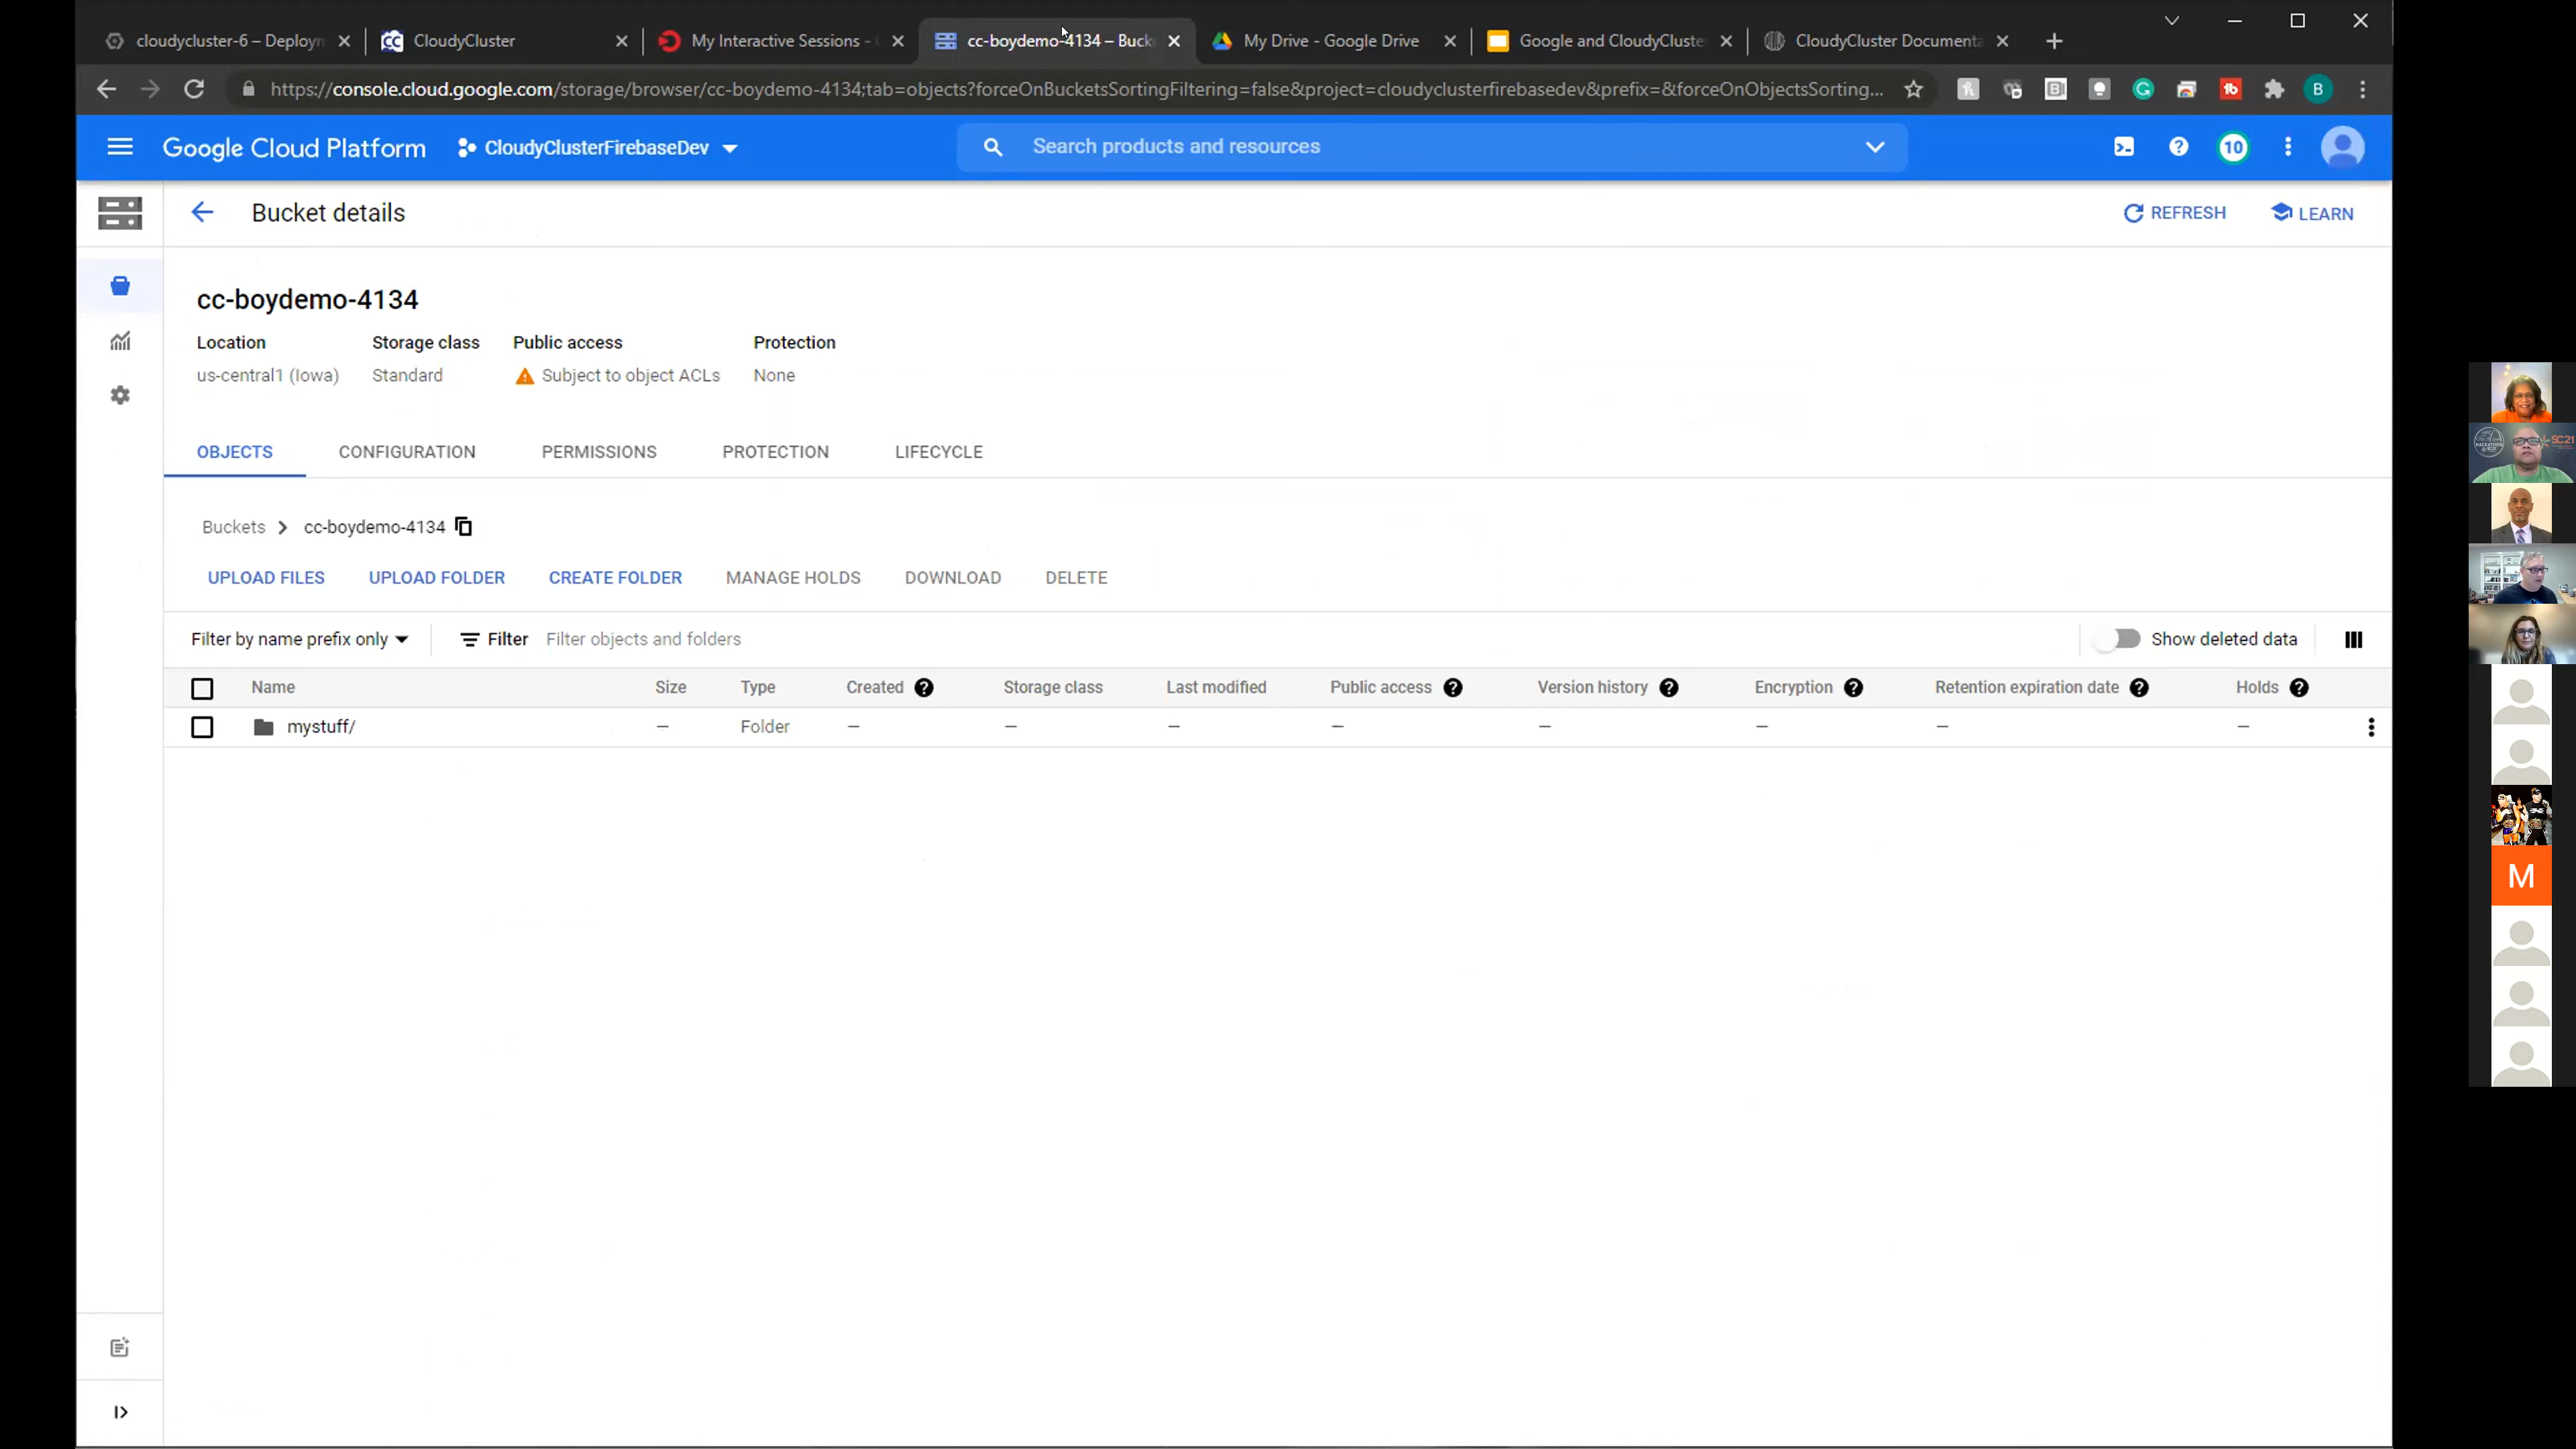 cloudycluster-6 – Deploym
CloudyCluster
My Interactive Sessions -
cc-boydemo-4134 – Buck
My Drive - Google Drive
Google and CloudyCluste
CloudyCluster Documenta
https://console.cloud.google.com/storage/browser/cc-boydemo-4134;tab=objects?forceOnBucketsSortingFiltering=false&project=cloudyclusterfirebasedev&prefix=&forceOnObjectsSorting...
B
Google Cloud Platform
CloudyClusterFirebaseDev
Search products and resources
10
Bucket details
REFRESH
LEARN
cc-boydemo-4134
Location Storage class Public access Protection
us-central1 (Iowa) Standard Subject to object ACLs None
OBJECTS CONFIGURATION PERMISSIONS PROTECTION LIFECYCLE
Buckets > cc-boydemo-4134
UPLOAD FILES UPLOAD FOLDER CREATE FOLDER MANAGE HOLDS DOWNLOAD DELETE
Filter by name prefix only Filter Filter objects and folders Show deleted data
Name Size Type Created Storage class Last modified Public access Version history Encryption Retention expiration date Holds
mystuff/ — Folder — — — — — — — —
SC21
M